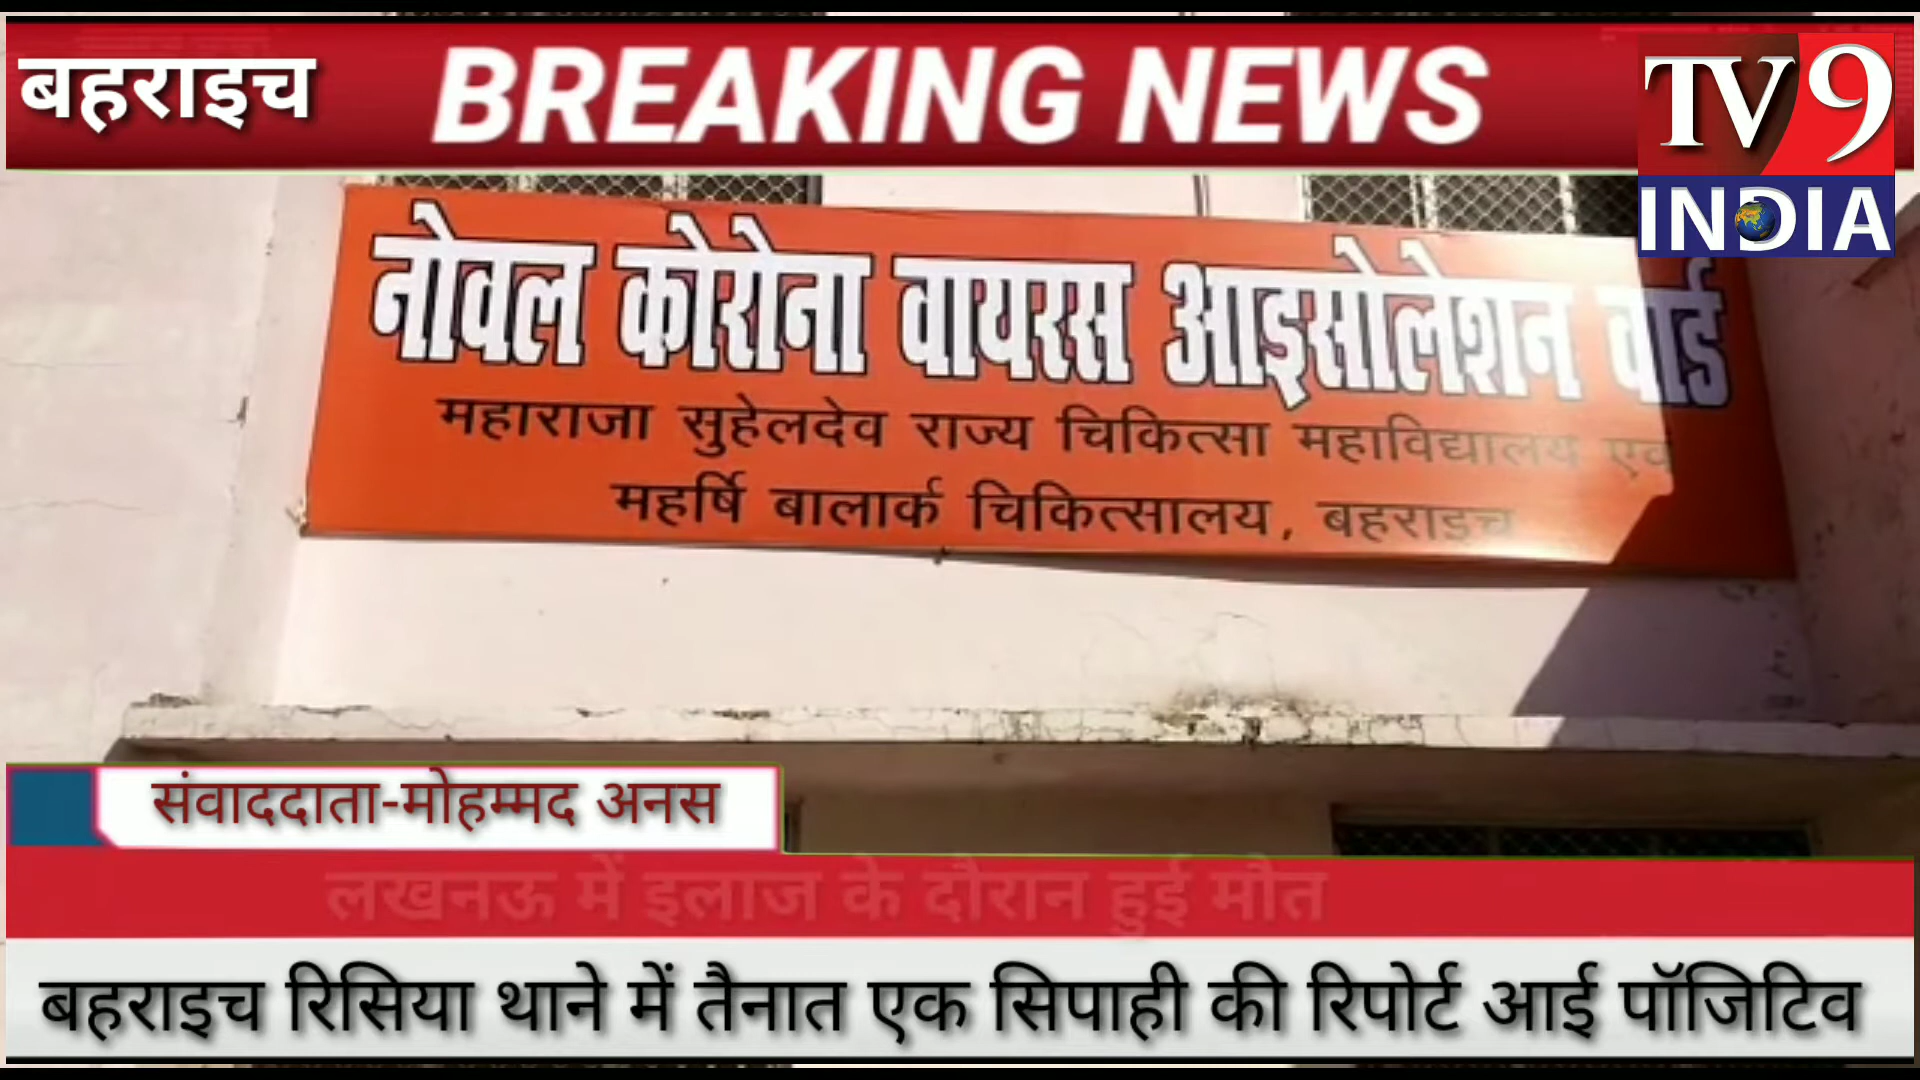 बहराइच BREAKING NEWS
TV9
INDIA
नोवल कोरोना वायरस आइसोलेशन वार्ड
महाराजा सुहेलदेव राज्य चिकित्सा महाविद्यालय एवं
महर्षि बालार्क चिकित्सालय, बहराइच
संवाददाता-मोहम्मद अनस
लखनऊ में इलाज के दौरान हुई मौत
बहराइच रिसिया थाने में तैनात एक सिपाही की रिपोर्ट आई पॉजिटिव